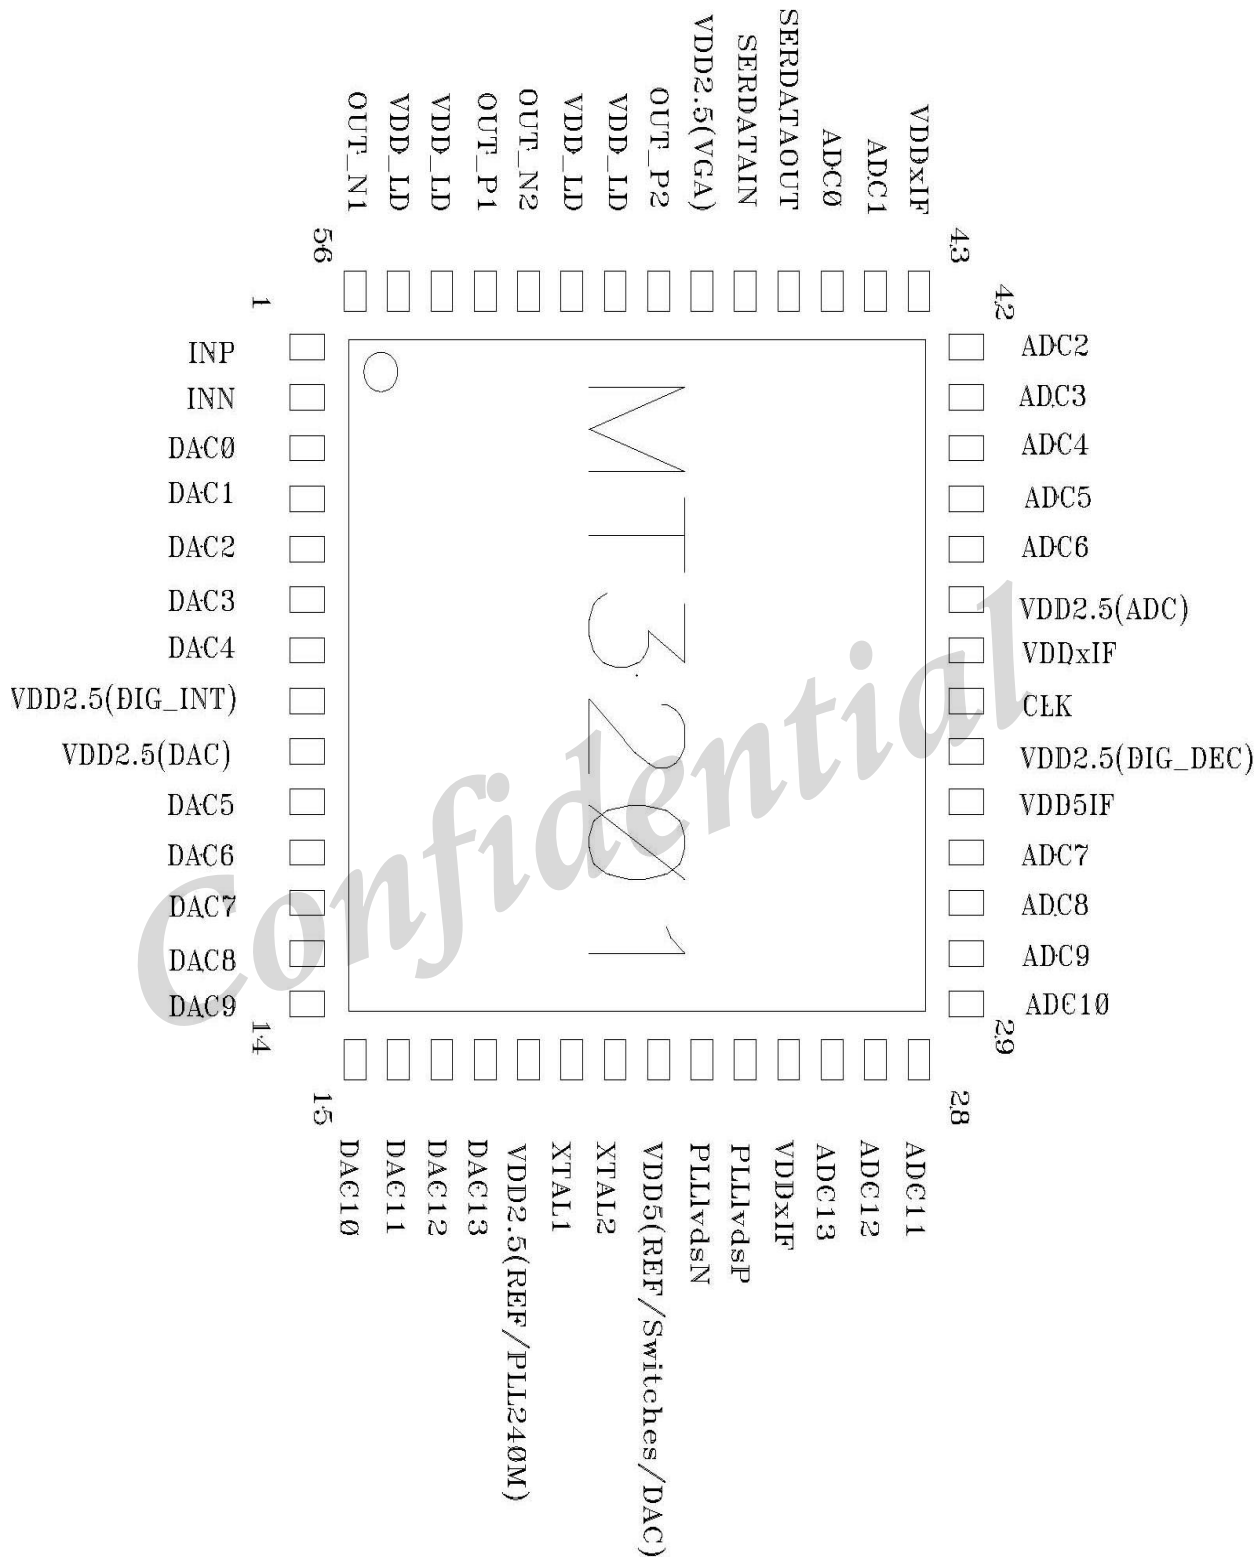 OUT_N1
VDD_LD
VDD_LD
OUT_P1
OUT_N2
VDD_LD
VDD_LD
OUT_P2
VDD2.5(VGA)
SERDATAIN
SERDATAOUT
ADC0
ADC1
VDDxIF
56
43
1
42
INP
INN
DAC0
DAC1
DAC2
DAC3
DAC4
VDD2.5(DIG_INT)
VDD2.5(DAC)
DAC5
DAC6
DAC7
DAC8
DAC9
MT3201
ADC2
ADC3
ADC4
ADC5
ADC6
VDD2.5(ADC)
VDDxIF
CLK
VDD2.5(DIG_DEC)
VDD5IF
ADC7
ADC8
ADC9
ADC10
Confidential
14
29
15
28
DAC10
DAC11
DAC12
DAC13
VDD2.5(REF/PLL240M)
XTAL1
XTAL2
VDD5(REF/Switches/DAC)
PLLlvdsN
PLLlvdsP
VDDxIF
ADC13
ADC12
ADC11